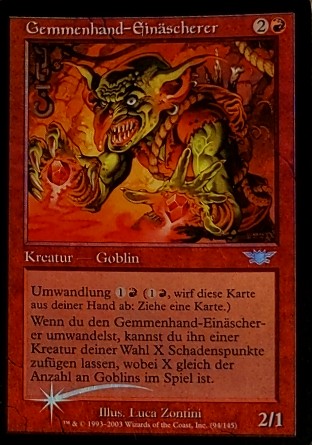 Gemmenhand-Einäscherer 2
Kreatur — Goblin
Umwandlung 1 (1, wirf diese Karte
aus deiner Hand ab: Ziehe eine Karte.)
Wenn du den Gemmenhand-Einäscher-
er umwandelst, kannst du ihn einer
Kreatur deiner Wahl X Schadenspunkte
zufügen lassen, wobei X gleich der
Anzahl an Goblins im Spiel ist.
Illus. Luca Zontini
™ & © 1993–2003 Wizards of the Coast, Inc. (94/145)
2/1